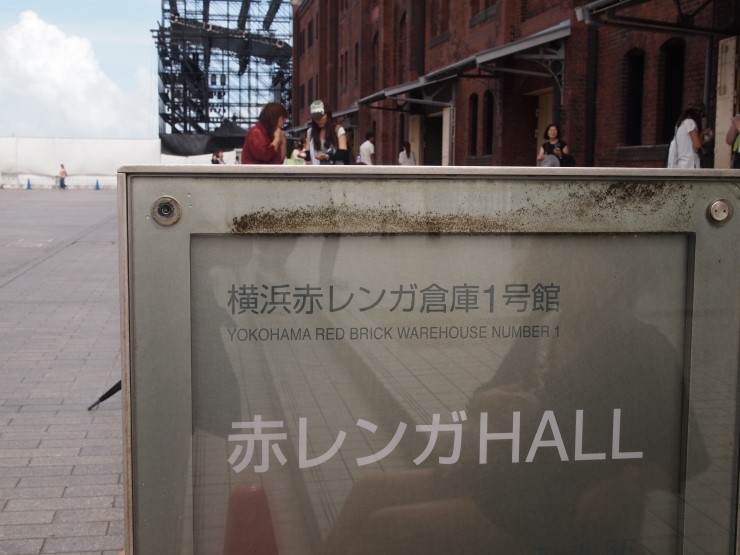 横浜赤レンガ倉庫1号館
YOKOHAMA RED BRICK WAREHOUSE NUMBER 1
赤レンガHALL